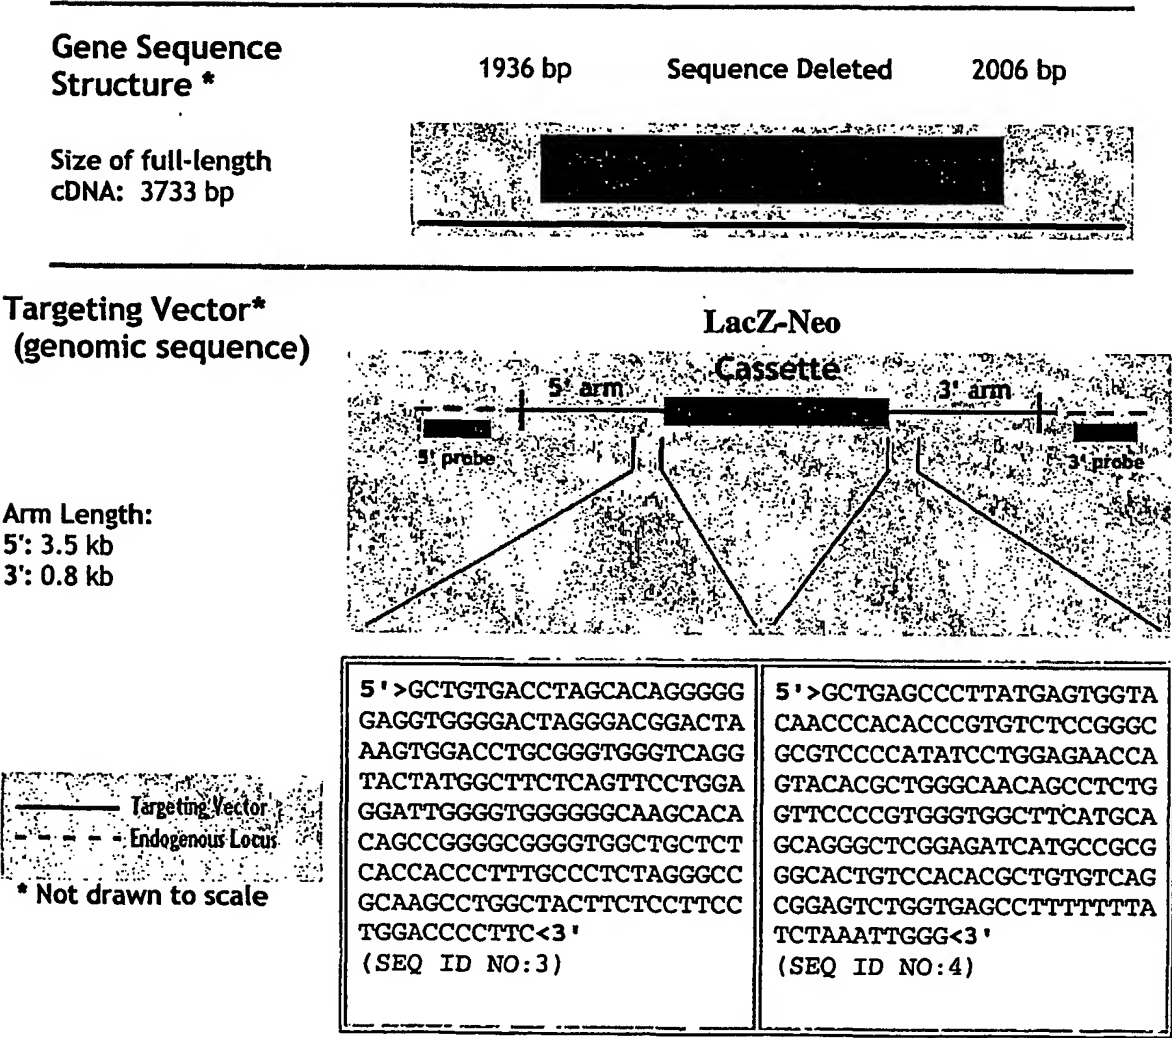 Gene Sequence
Structure *
1936 bp Sequence Deleted 2006 bp
Size of full-length
cDNA: 3733 bp
Targeting Vector*
(genomic sequence)
LacZ-Neo
Cassette
5' arm 3' arm
5' probe 3' probe
Arm Length:
5': 3.5 kb
3': 0.8 kb
Targeting Vector
Endogenous Locus
* Not drawn to scale
5'>GCTGTGACCTAGCACAGGGGG
GAGGTGGGGACTAGGGACGGACTA
AAGTGGACCTGCGGGTGGGTCAGG
TACTATGGCTTCTCAGTTCCTGGA
GGATTGGGGTGGGGGGCAAGCACA
CAGCCGGGGCGGGGTGGCTGCTCT
CACCACCCTTTGCCCTCTAGGGCC
GCAAGCCTGGCTACTTCTCCTTCC
TGGACCCCTTC<3'
(SEQ ID NO:3)
5'>GCTGAGCCCTTATGAGTGGTA
CAACCCACACCCGTGTCTCCGGGC
GCGTCCCCATATCCTGGAGAACCA
GTACACGCTGGGCAACAGCCTCTG
GTTCCCCGTGGGTGGCTTCATGCA
GCAGGGCTCGGAGATCATGCCGCG
GGCACTGTCCACACGCTGTGTCAG
CGGAGTCTGGTGAGCCTTTTTTTA
TCTAAATTGGG<3'
(SEQ ID NO:4)